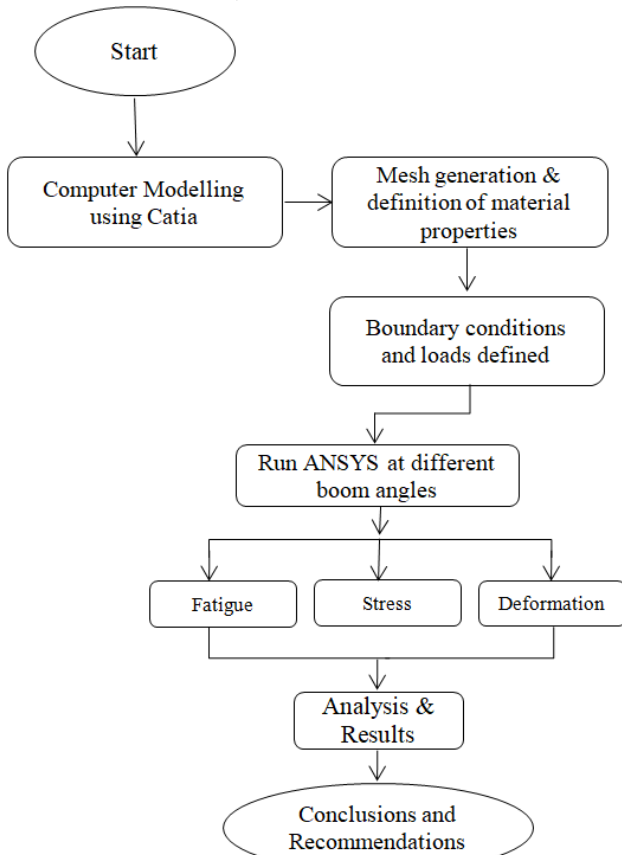 Start
Computer Modelling
using Catia
Mesh generation &
definition of material
properties
Boundary conditions
and loads defined
Run ANSYS at different
boom angles
Fatigue
Stress
Deformation
Analysis &
Results
Conclusions and
Recommendations